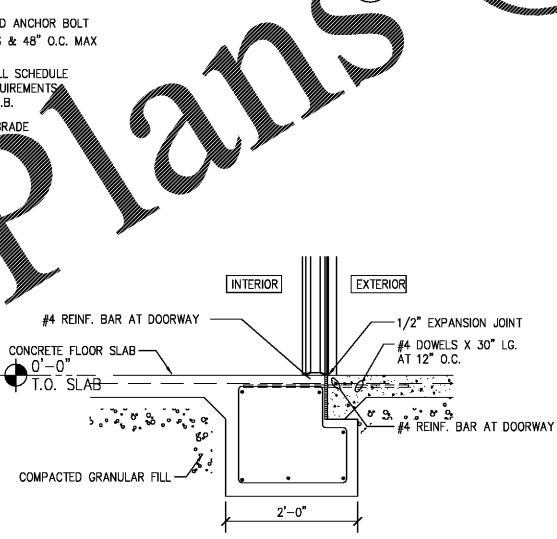 D ANCHOR BOLT
& 48" O.C. MAX
LL SCHEDULE
UIREMENTS
.B.
GRADE
Plans
INTERIOR
EXTERIOR
#4 REINF. BAR AT DOORWAY
1/2" EXPANSION JOINT
#4 DOWELS X 30" LG.
AT 12" O.C.
CONCRETE FLOOR SLAB
0'-0"
T.O. SLAB
#4 REINF. BAR AT DOORWAY
COMPACTED GRANULAR FILL
2'-0"